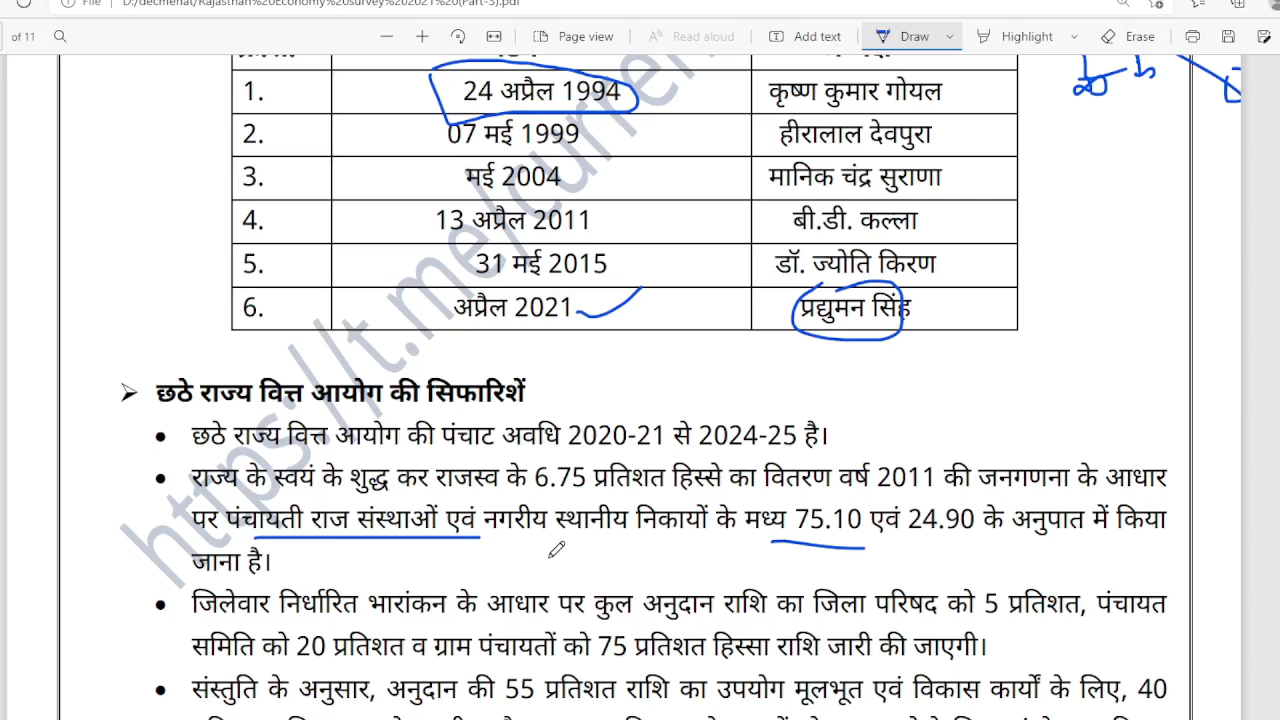 File D:/decmenat/Rajasthan%20Economy%20survey%202021%20(Part-3).pdf
of 11 Page view Read aloud Add text Draw Highlight Erase
1. 24 अप्रैल 1994 कृष्ण कुमार गोयल
2. 07 मई 1999 हीरालाल देवपुरा
3. मई 2004 मानिक चंद्र सुराणा
4. 13 अप्रैल 2011 बी.डी. कल्ला
5. 31 मई 2015 डॉ. ज्योति किरण
6. अप्रैल 2021 प्रद्युमन सिंह
छठे राज्य वित्त आयोग की सिफारिशें
• छठे राज्य वित्त आयोग की पंचाट अवधि 2020-21 से 2024-25 है।
• राज्य के स्वयं के शुद्ध कर राजस्व के 6.75 प्रतिशत हिस्से का वितरण वर्ष 2011 की जनगणना के आधार
पर पंचायती राज संस्थाओं एवं नगरीय स्थानीय निकायों के मध्य 75.10 एवं 24.90 के अनुपात में किया
जाना है।
• जिलेवार निर्धारित भारांकन के आधार पर कुल अनुदान राशि का जिला परिषद को 5 प्रतिशत, पंचायत
समिति को 20 प्रतिशत व ग्राम पंचायतों को 75 प्रतिशत हिस्सा राशि जारी की जाएगी।
• संस्तुति के अनुसार, अनुदान की 55 प्रतिशत राशि का उपयोग मूलभूत एवं विकास कार्यों के लिए, 40
https://t.me/curren